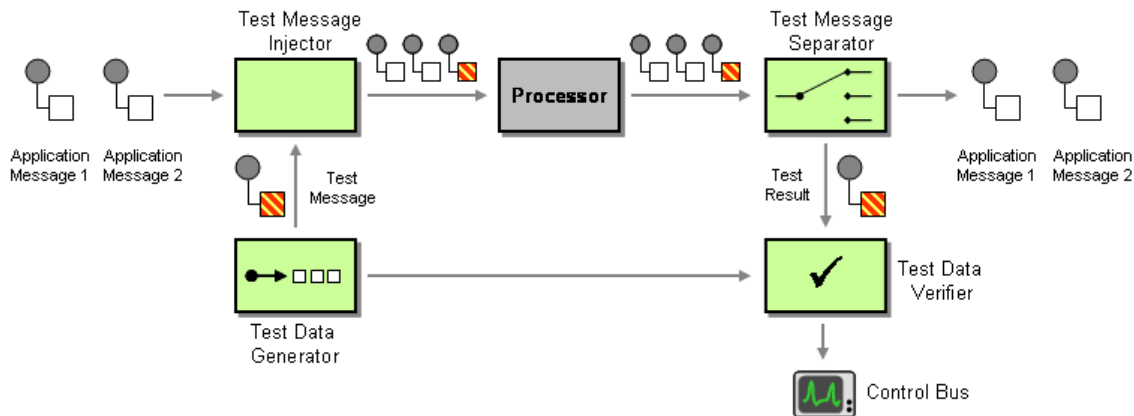 Test Message
Injector
Test Message
Separator
Processor
Application
Message 1
Application
Message 2
Test
Message
Test
Result
Application
Message 1
Application
Message 2
Test Data
Generator
Test Data
Verifier
Control Bus